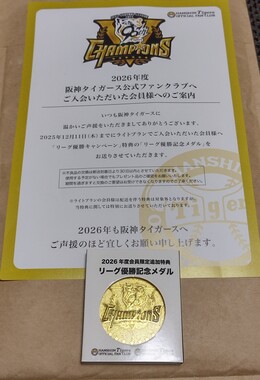 HANSHIN Tigers
OFFICIAL FAN CLUB
CHAMPIONS
2026年度
阪神タイガース公式ファンクラブへ
ご入会いただいた会員様へのご案内
いつも阪神タイガースに
温かいご声援をいただきましてありがとうございます。
2025年12月11日(木)までにライトプランでご入会いただいた会員様へ
「リーグ優勝キャンペーン」特典の「リーグ優勝記念メダル」を
お送りさせていただきます。
2026年も阪神タイガースへ
ご声援のほど宜しくお願い申し上げます。
HANSHIN
Tigers
2026年度会員限定追加特典
リーグ優勝記念メダル
CHAMPIONS